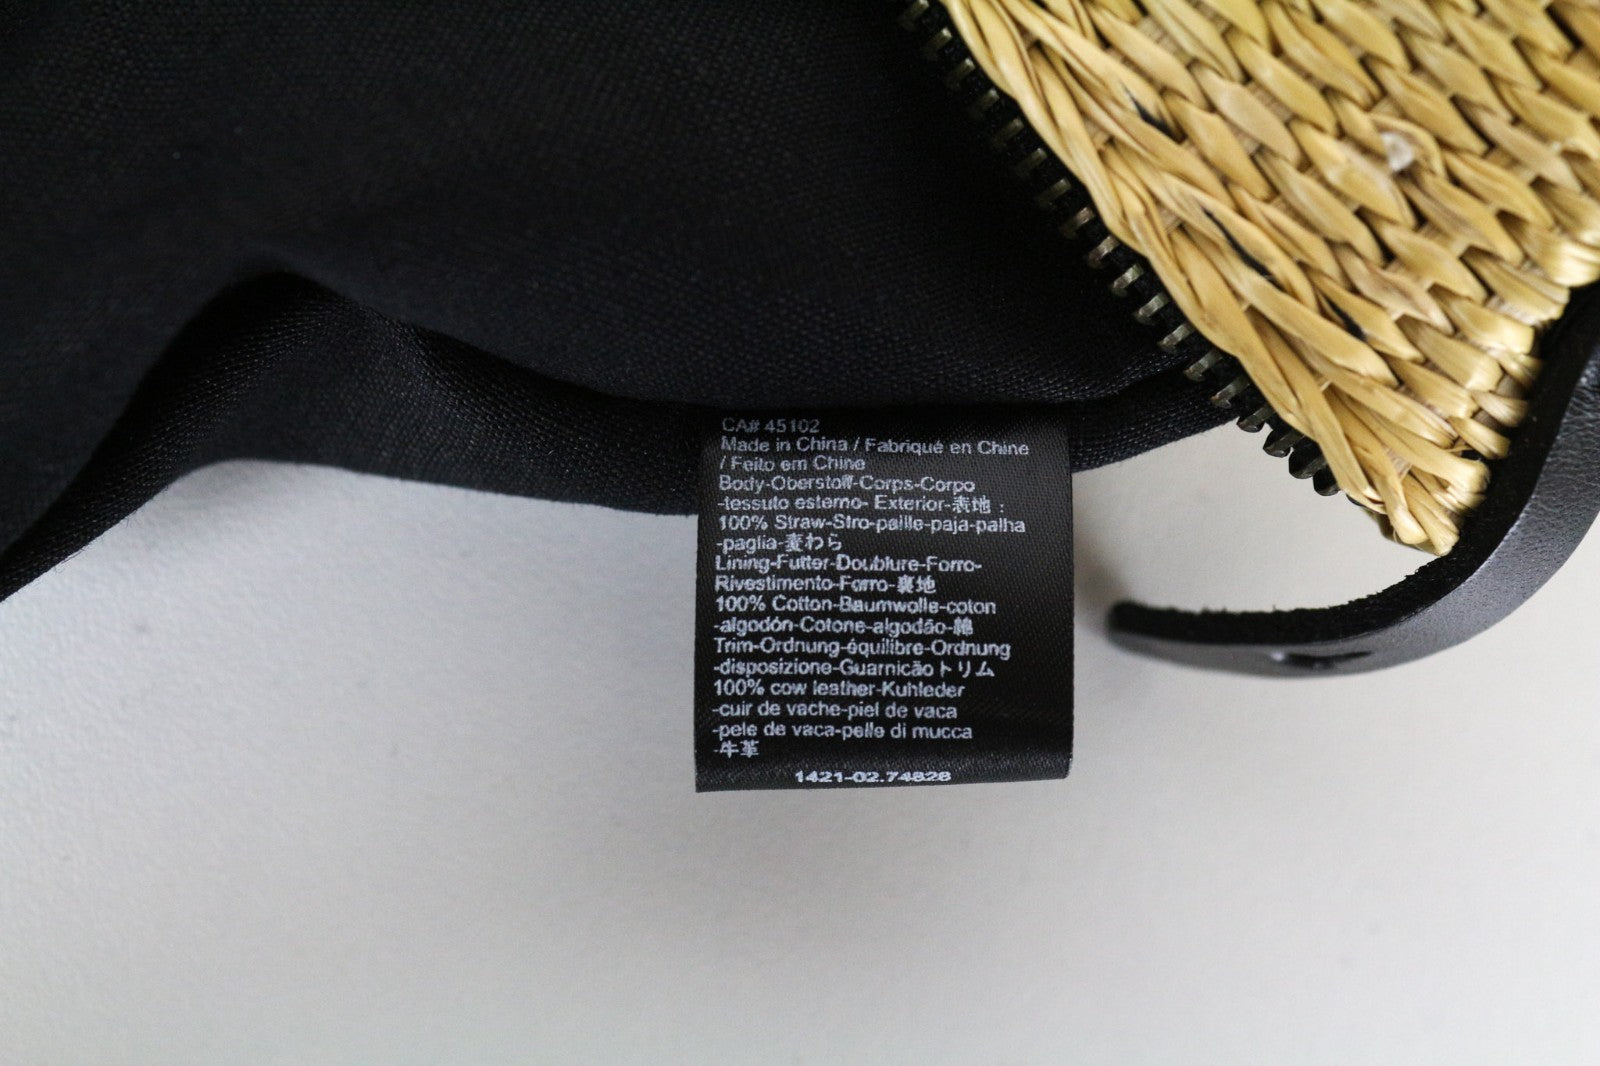 CA# 45102
Made in China / Fabriqué en Chine
/ Feito em Chine
Body-Oberstoff-Corps-Corpo
-tessuto esterno- Exterior-表地 :
100% Straw-Stro-paille-paja-palha
-paglia-麦わら
Lining-Futter-Doublure-Forro-
Rivestimento-Forro-裏地
100% Cotton-Baumwolle-coton
-algodón-Cotone-algodão-綿
Trim-Ordnung-équilibre-Ordnung
-disposizione-Guarnicão トリム
100% cow leather-Kuhleder
-cuir de vache-piel de vaca
-pele de vaca-pelle di mucca
-牛革
1421-02.74828